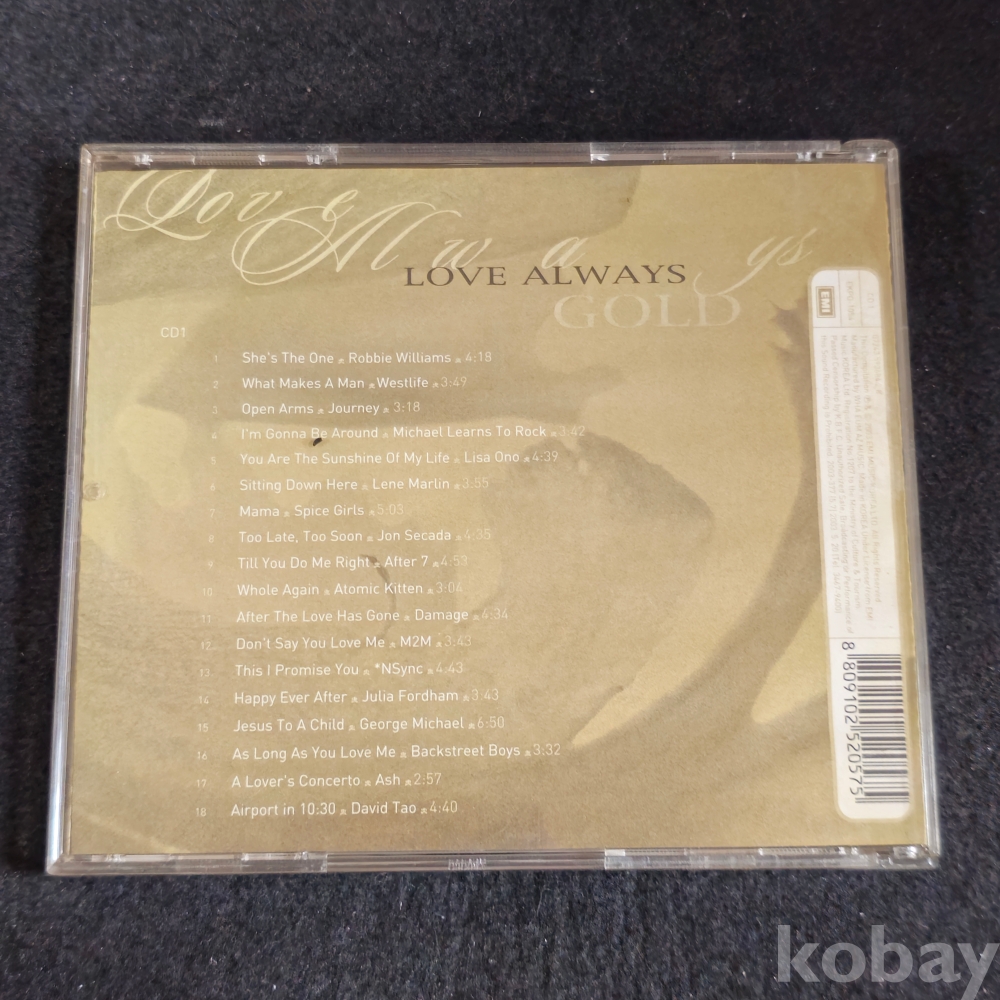 Love Always
LOVE ALWAYS
GOLD
CD1
1 She's The One Robbie Williams 4:18
2 What Makes A Man Westlife 3:49
3 Open Arms Journey 3:18
4 I'm Gonna Be Around Michael Learns To Rock 3:42
5 You Are The Sunshine Of My Life Lisa Ono 4:39
6 Sitting Down Here Lene Marlin 3:55
7 Mama Spice Girls 5:03
8 Too Late, Too Soon Jon Secada 4:35
9 Till You Do Me Right After 7 4:53
10 Whole Again Atomic Kitten 3:04
11 After The Love Has Gone Damage 4:34
12 Don't Say You Love Me M2M 3:43
13 This I Promise You *NSync 4:43
14 Happy Ever After Julia Fordham 3:43
15 Jesus To A Child George Michael 6:50
16 As Long As You Love Me Backstreet Boys 3:32
17 A Lover's Concerto Ash 2:57
18 Airport in 10:30 David Tao 4:40
EMI
8809102520575
kobay